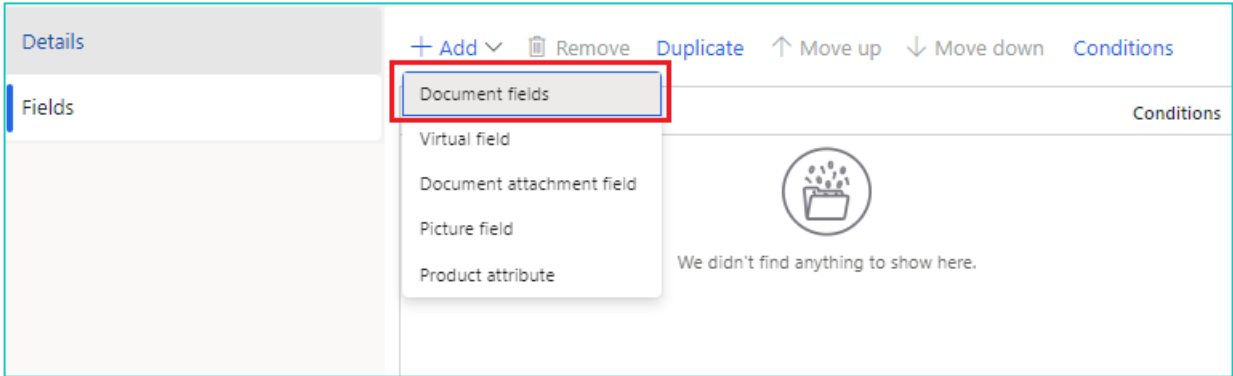 Details
Fields
Add Remove Duplicate Move up Move down Conditions
Document fields
Virtual field
Document attachment field
Picture field
Product attribute
Conditions
We didn't find anything to show here.